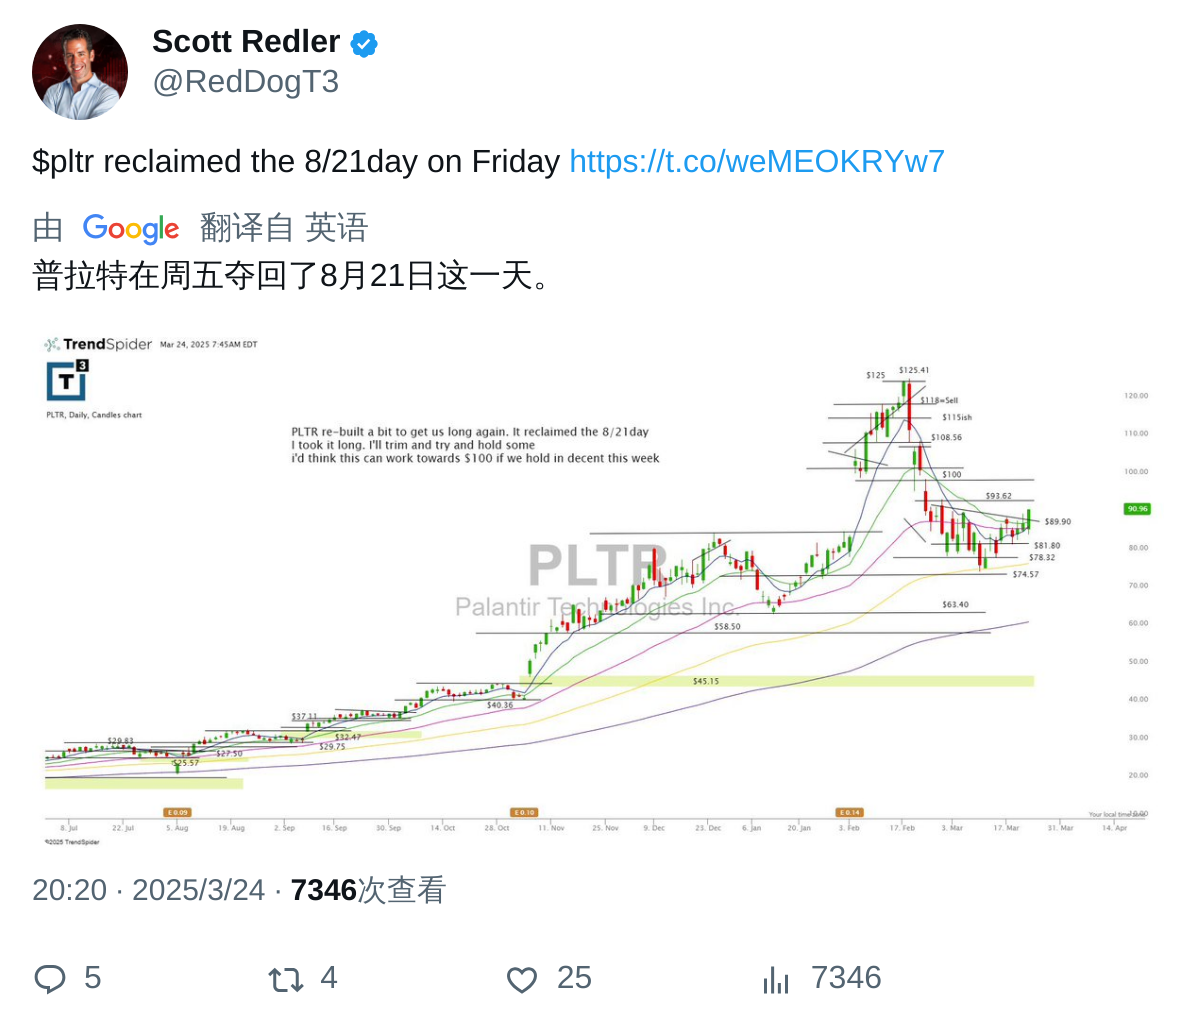 Scott Redler
@RedDogT3
$pltr reclaimed the 8/21day on Friday https://t.co/weMEOKRYw7
由 Google 翻译自 英语
普拉特在周五夺回了8月21日这一天。
TrendSpider Mar 24, 2025 7:45AM EDT
T3
PLTR, Daily, Candles chart
PLTR re-built a bit to get us long again. It reclaimed the 8/21day
I took it long. I'll trim and try and hold some
i'd think this can work towards $100 if we hold in decent this week
PLTR
Palantir Technologies Inc.
$125
$125.41
$118=Sell
$115ish
$108.56
$100
$93.62
$89.90
$81.80
$78.32
$74.57
$63.40
$58.50
$45.15
$40.36
$37.11
$32.47
$29.75
$29.83
$27.50
$25.57
120.00
110.00
100.00
90.96
80.00
70.00
60.00
50.00
40.00
30.00
20.00
10.00
E 0.09
E 0.10
E 0.14
Your local time zone
8. Jul
22. Jul
5. Aug
19. Aug
2. Sep
16. Sep
30. Sep
14. Oct
28. Oct
11. Nov
25. Nov
9. Dec
23. Dec
6. Jan
20. Jan
3. Feb
17. Feb
3. Mar
17. Mar
31. Mar
14. Apr
©2025 TrendSpider
20:20 · 2025/3/24 · 7346次查看
5
4
25
7346